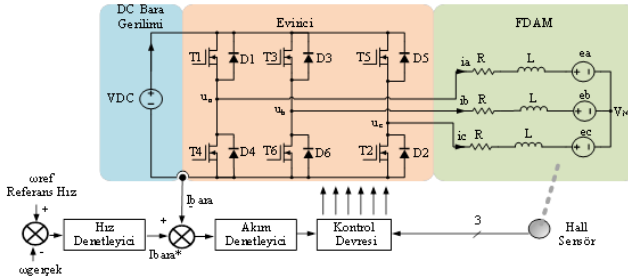 DC Bara
Gerilimi
Evirici
FDAM
T1
D1
T3
D3
T5
D5
VDC
ua
ub
uc
ia
R
L
ea
ib
R
L
eb
VN
ic
R
L
ec
T4
D4
T6
D6
T2
D2
ωref
Referans Hız
+
-
ωgerçek
Hız
Denetleyici
Ibara
+
-
Ibara*
Akım
Denetleyici
Kontrol
Devresi
3
Hall
Sensör